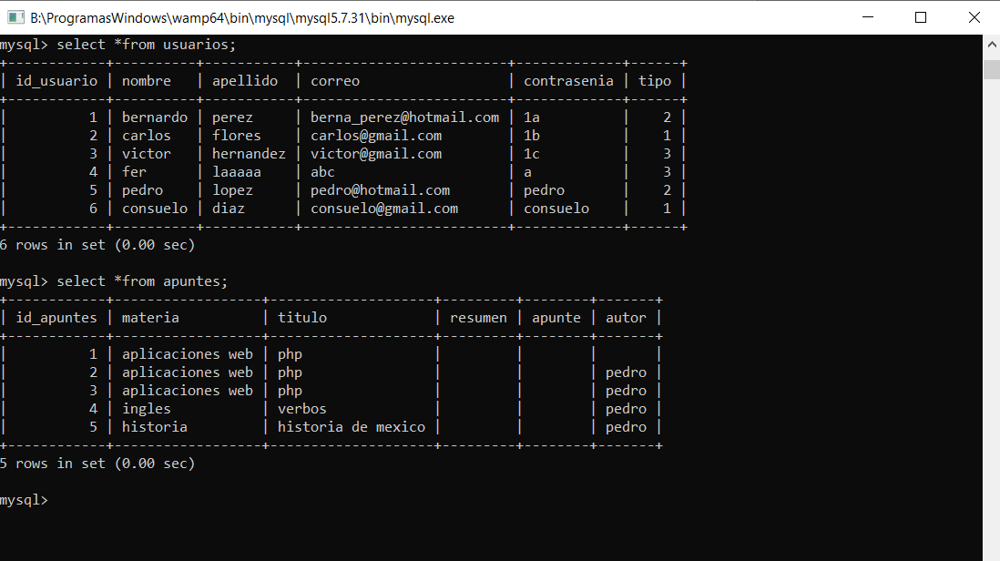 B:\ProgramasWindows\wamp64\bin\mysql\mysql5.7.31\bin\mysql.exe
mysql> select *from usuarios;
+------------+----------+-----------+-------------------------+-------------+------+
| id_usuario | nombre   | apellido  | correo                  | contrasenia | tipo |
+------------+----------+-----------+-------------------------+-------------+------+
|          1 | bernardo | perez     | berna_perez@hotmail.com | 1a          |    2 |
|          2 | carlos   | flores    | carlos@gmail.com        | 1b          |    1 |
|          3 | victor   | hernandez | victor@gmail.com        | 1c          |    3 |
|          4 | fer      | laaaaa    | abc                     | a           |    3 |
|          5 | pedro    | lopez     | pedro@hotmail.com       | pedro       |    2 |
|          6 | consuelo | diaz      | consuelo@gmail.com      | consuelo    |    1 |
+------------+----------+-----------+-------------------------+-------------+------+
6 rows in set (0.00 sec)
mysql> select *from apuntes;
+------------+------------------+--------------------+---------+--------+-------+
| id_apuntes | materia          | titulo             | resumen | apunte | autor |
+------------+------------------+--------------------+---------+--------+-------+
|          1 | aplicaciones web | php                |         |        |       |
|          2 | aplicaciones web | php                |         |        | pedro |
|          3 | aplicaciones web | php                |         |        | pedro |
|          4 | ingles           | verbos             |         |        | pedro |
|          5 | historia         | historia de mexico |         |        | pedro |
+------------+------------------+--------------------+---------+--------+-------+
5 rows in set (0.00 sec)
mysql>